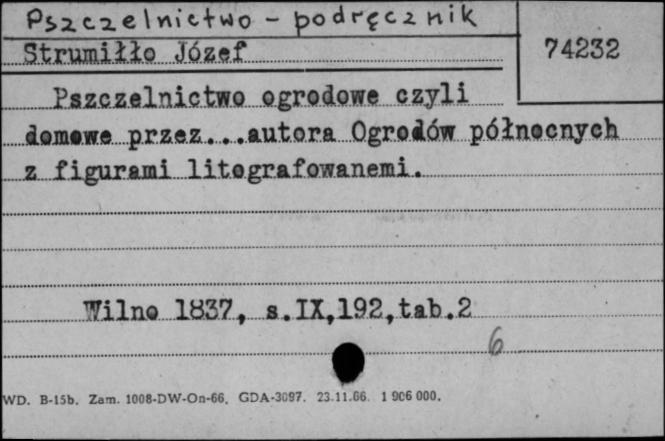 Pszczelnictwo - podręcznik
Strumiłło Józef
74232
Pszczelnictwo ogrodowe czyli
domowe przez...autora Ogrodów północnych
z figurami litografowanemi.
Wilno 1837, s.IX,192,tab.2
6
WD. B-15b. Zam. 1008-DW-On-66. GDA-3097. 23.11.66. 1 906 000.